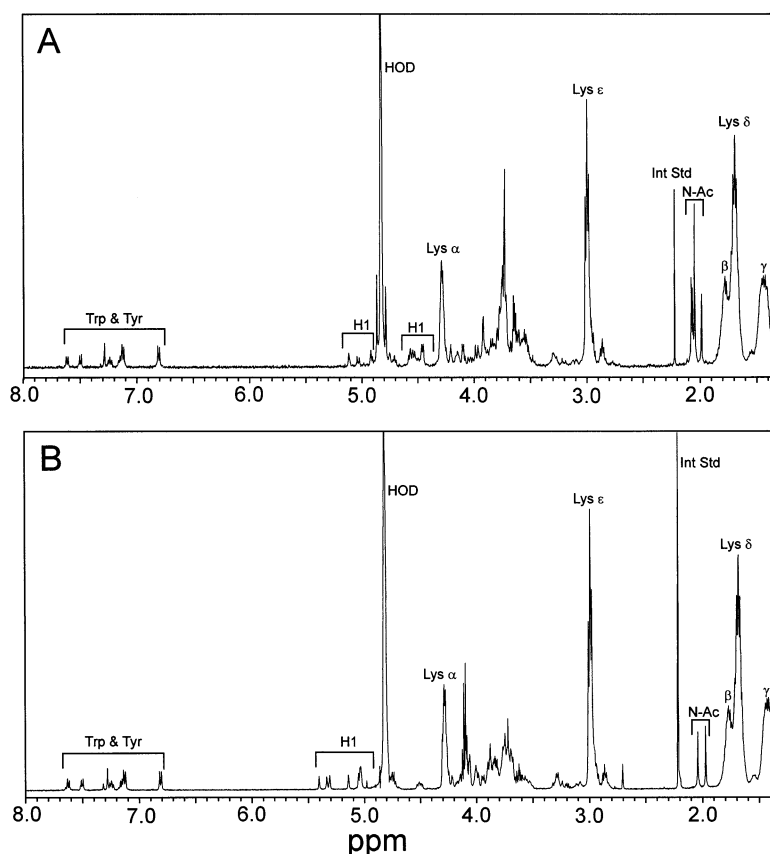 A
HOD
Lys ε
Lys δ
Int Std
N-Ac
Lys α
β
γ
Trp & Tyr
H1
H1
8.0 7.0 6.0 5.0 4.0 3.0 2.0
B
HOD
Int Std
Lys ε
Lys δ
Lys α
β
γ
N-Ac
Trp & Tyr
H1
8.0 7.0 6.0 5.0 4.0 3.0 2.0
ppm